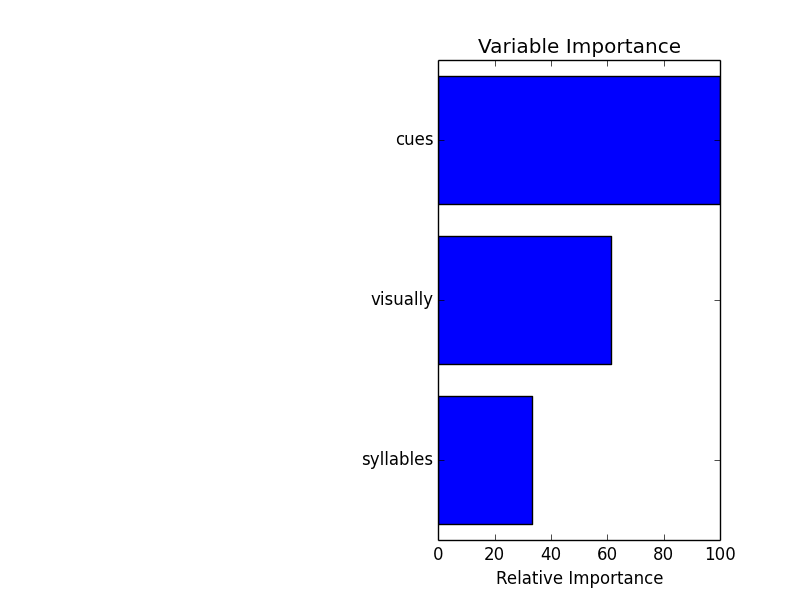 Variable Importance
cues
visually
syllables
0 20 40 60 80 100
Relative Importance